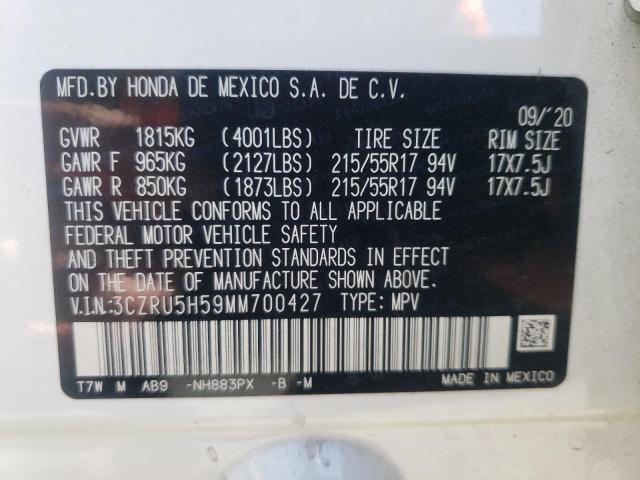 MFD.BY HONDA DE MEXICO S.A. DE C.V.
09/'20
GVWR 1815KG (4001LBS) TIRE SIZE RIM SIZE
GAWR F 965KG (2127LBS) 215/55R17 94V 17X7.5J
GAWR R 850KG (1873LBS) 215/55R17 94V 17X7.5J
THIS VEHICLE CONFORMS TO ALL APPLICABLE
FEDERAL MOTOR VEHICLE SAFETY
AND THEFT PREVENTION STANDARDS IN EFFECT
ON THE DATE OF MANUFACTURE SHOWN ABOVE.
V.I.N.:3CZRU5H59MM700427 TYPE: MPV
T7W M AB9 -NH883PX -B -M MADE IN MEXICO